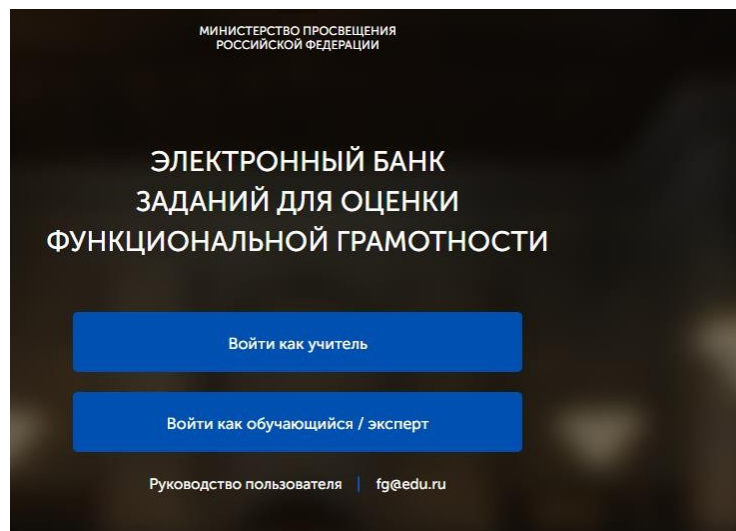 МИНИСТЕРСТВО ПРОСВЕЩЕНИЯ
РОССИЙСКОЙ ФЕДЕРАЦИИ
ЭЛЕКТРОННЫЙ БАНК
ЗАДАНИЙ ДЛЯ ОЦЕНКИ
ФУНКЦИОНАЛЬНОЙ ГРАМОТНОСТИ
Войти как учитель
Войти как обучающийся / эксперт
Руководство пользователя | fg@edu.ru